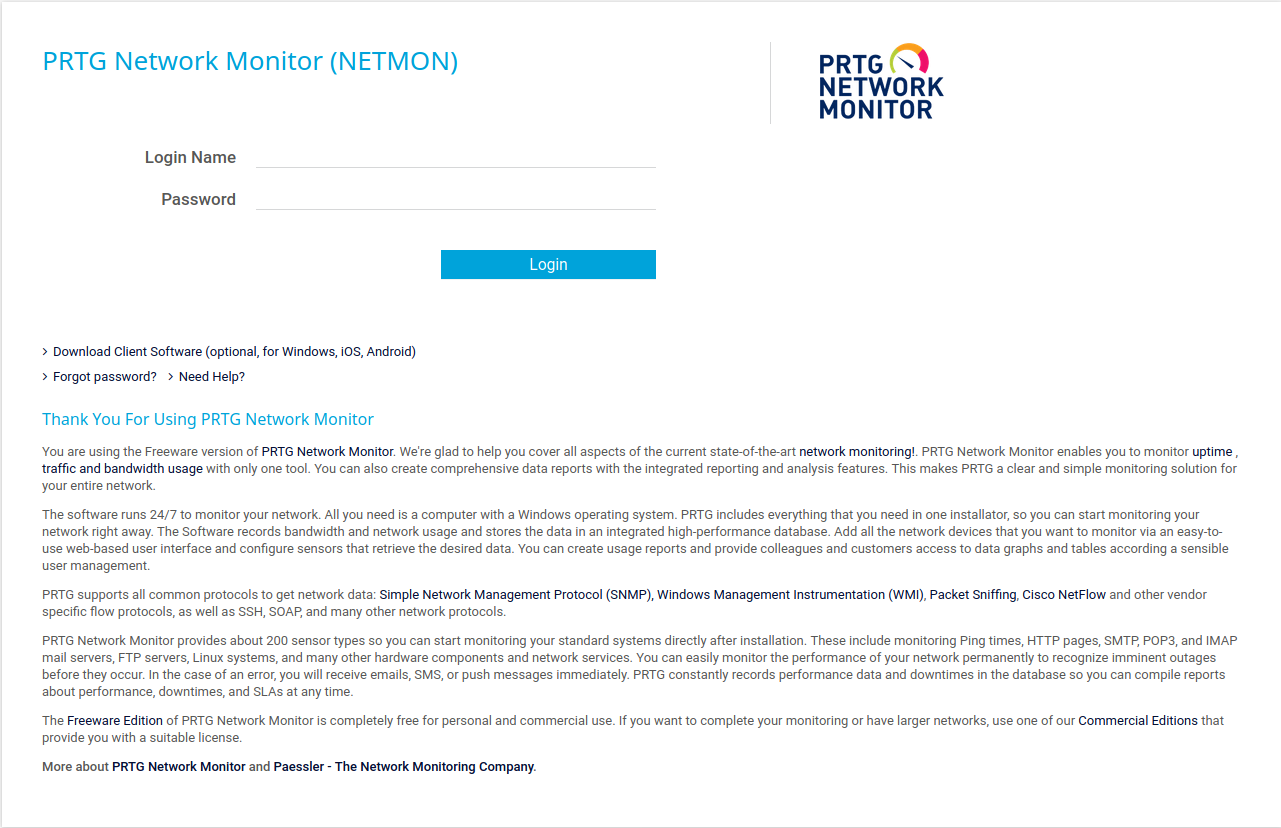 PRTG Network Monitor (NETMON)
PRTG
NETWORK
MONITOR
Login Name
Password
Login
Download Client Software (optional, for Windows, iOS, Android)
Forgot password? Need Help?
Thank You For Using PRTG Network Monitor
You are using the Freeware version of PRTG Network Monitor. We're glad to help you cover all aspects of the current state-of-the-art network monitoring!. PRTG Network Monitor enables you to monitor uptime ,
traffic and bandwidth usage with only one tool. You can also create comprehensive data reports with the integrated reporting and analysis features. This makes PRTG a clear and simple monitoring solution for
your entire network.
The software runs 24/7 to monitor your network. All you need is a computer with a Windows operating system. PRTG includes everything that you need in one installator, so you can start monitoring your
network right away. The Software records bandwidth and network usage and stores the data in an integrated high-performance database. Add all the network devices that you want to monitor via an easy-to-
use web-based user interface and configure sensors that retrieve the desired data. You can create usage reports and provide colleagues and customers access to data graphs and tables according a sensible
user management.
PRTG supports all common protocols to get network data: Simple Network Management Protocol (SNMP), Windows Management Instrumentation (WMI), Packet Sniffing, Cisco NetFlow and other vendor
specific flow protocols, as well as SSH, SOAP, and many other network protocols.
PRTG Network Monitor provides about 200 sensor types so you can start monitoring your standard systems directly after installation. These include monitoring Ping times, HTTP pages, SMTP, POP3, and IMAP
mail servers, FTP servers, Linux systems, and many other hardware components and network services. You can easily monitor the performance of your network permanently to recognize imminent outages
before they occur. In the case of an error, you will receive emails, SMS, or push messages immediately. PRTG constantly records performance data and downtimes in the database so you can compile reports
about performance, downtimes, and SLAs at any time.
The Freeware Edition of PRTG Network Monitor is completely free for personal and commercial use. If you want to complete your monitoring or have larger networks, use one of our Commercial Editions that
provide you with a suitable license.
More about PRTG Network Monitor and Paessler - The Network Monitoring Company.